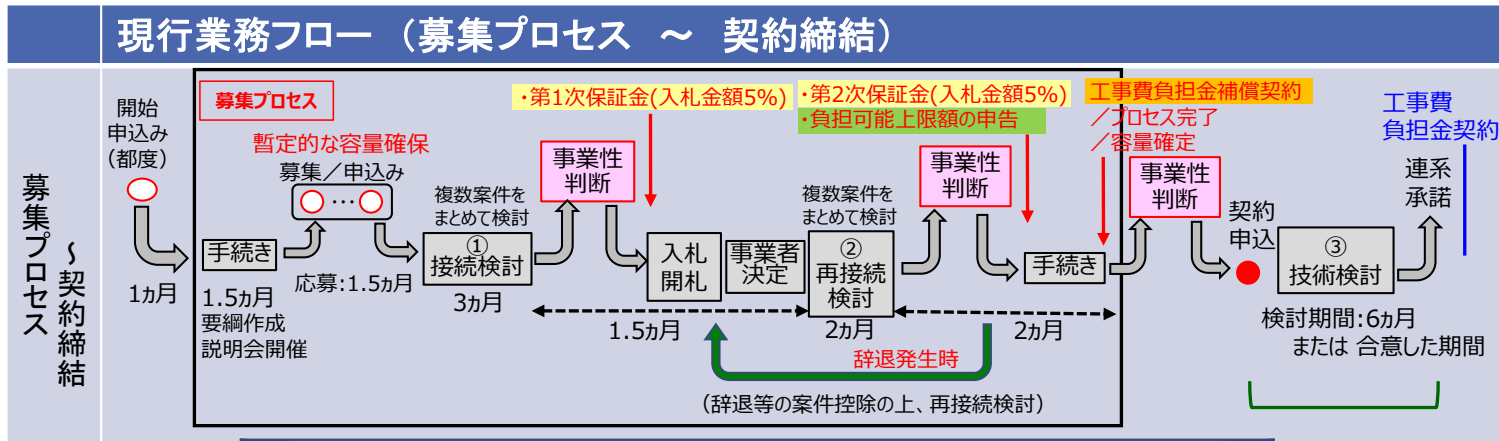 現行業務フロー （募集プロセス ～ 契約締結）
募集プロセス
～契約締結
開始
申込み
（都度）
1カ月
募集プロセス
手続き
1.5カ月
要綱作成
説明会開催
暫定的な容量確保
募集／申込み
…
応募:1.5カ月
複数案件を
まとめて検討
①
接続検討
3カ月
事業性
判断
・第1次保証金(入札金額5%)
入札
開札
事業者
決定
1.5カ月
複数案件を
まとめて検討
②
再接続
検討
2カ月
・第2次保証金(入札金額5%)
・負担可能上限額の申告
事業性
判断
手続き
2カ月
辞退発生時
（辞退等の案件控除の上、再接続検討）
工事費負担金補償契約
／プロセス完了
／容量確定
事業性
判断
契約
申込
③
技術検討
検討期間:6カ月
または 合意した期間
連系
承諾
工事費
負担金契約